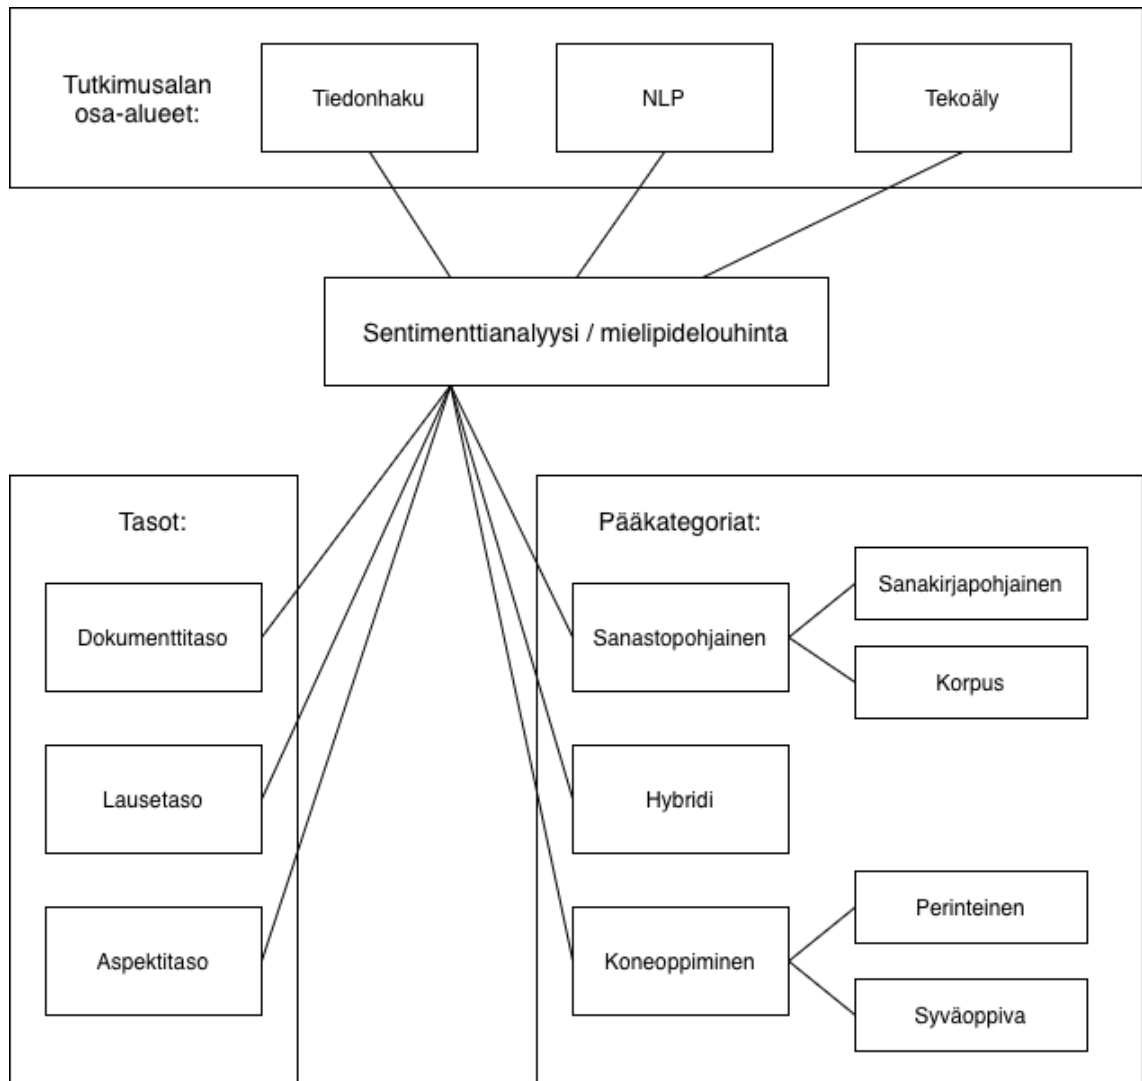 Tutkimusalan
osa-alueet:
Tiedonhaku
NLP
Tekoäly
Sentimenttianalyysi / mielipidelouhinta
Tasot:
Dokumenttitaso
Lausetaso
Aspektitaso
Pääkategoriat:
Sanastopohjainen
Sanakirjapohjainen
Korpus
Hybridi
Koneoppiminen
Perinteinen
Syväoppiva